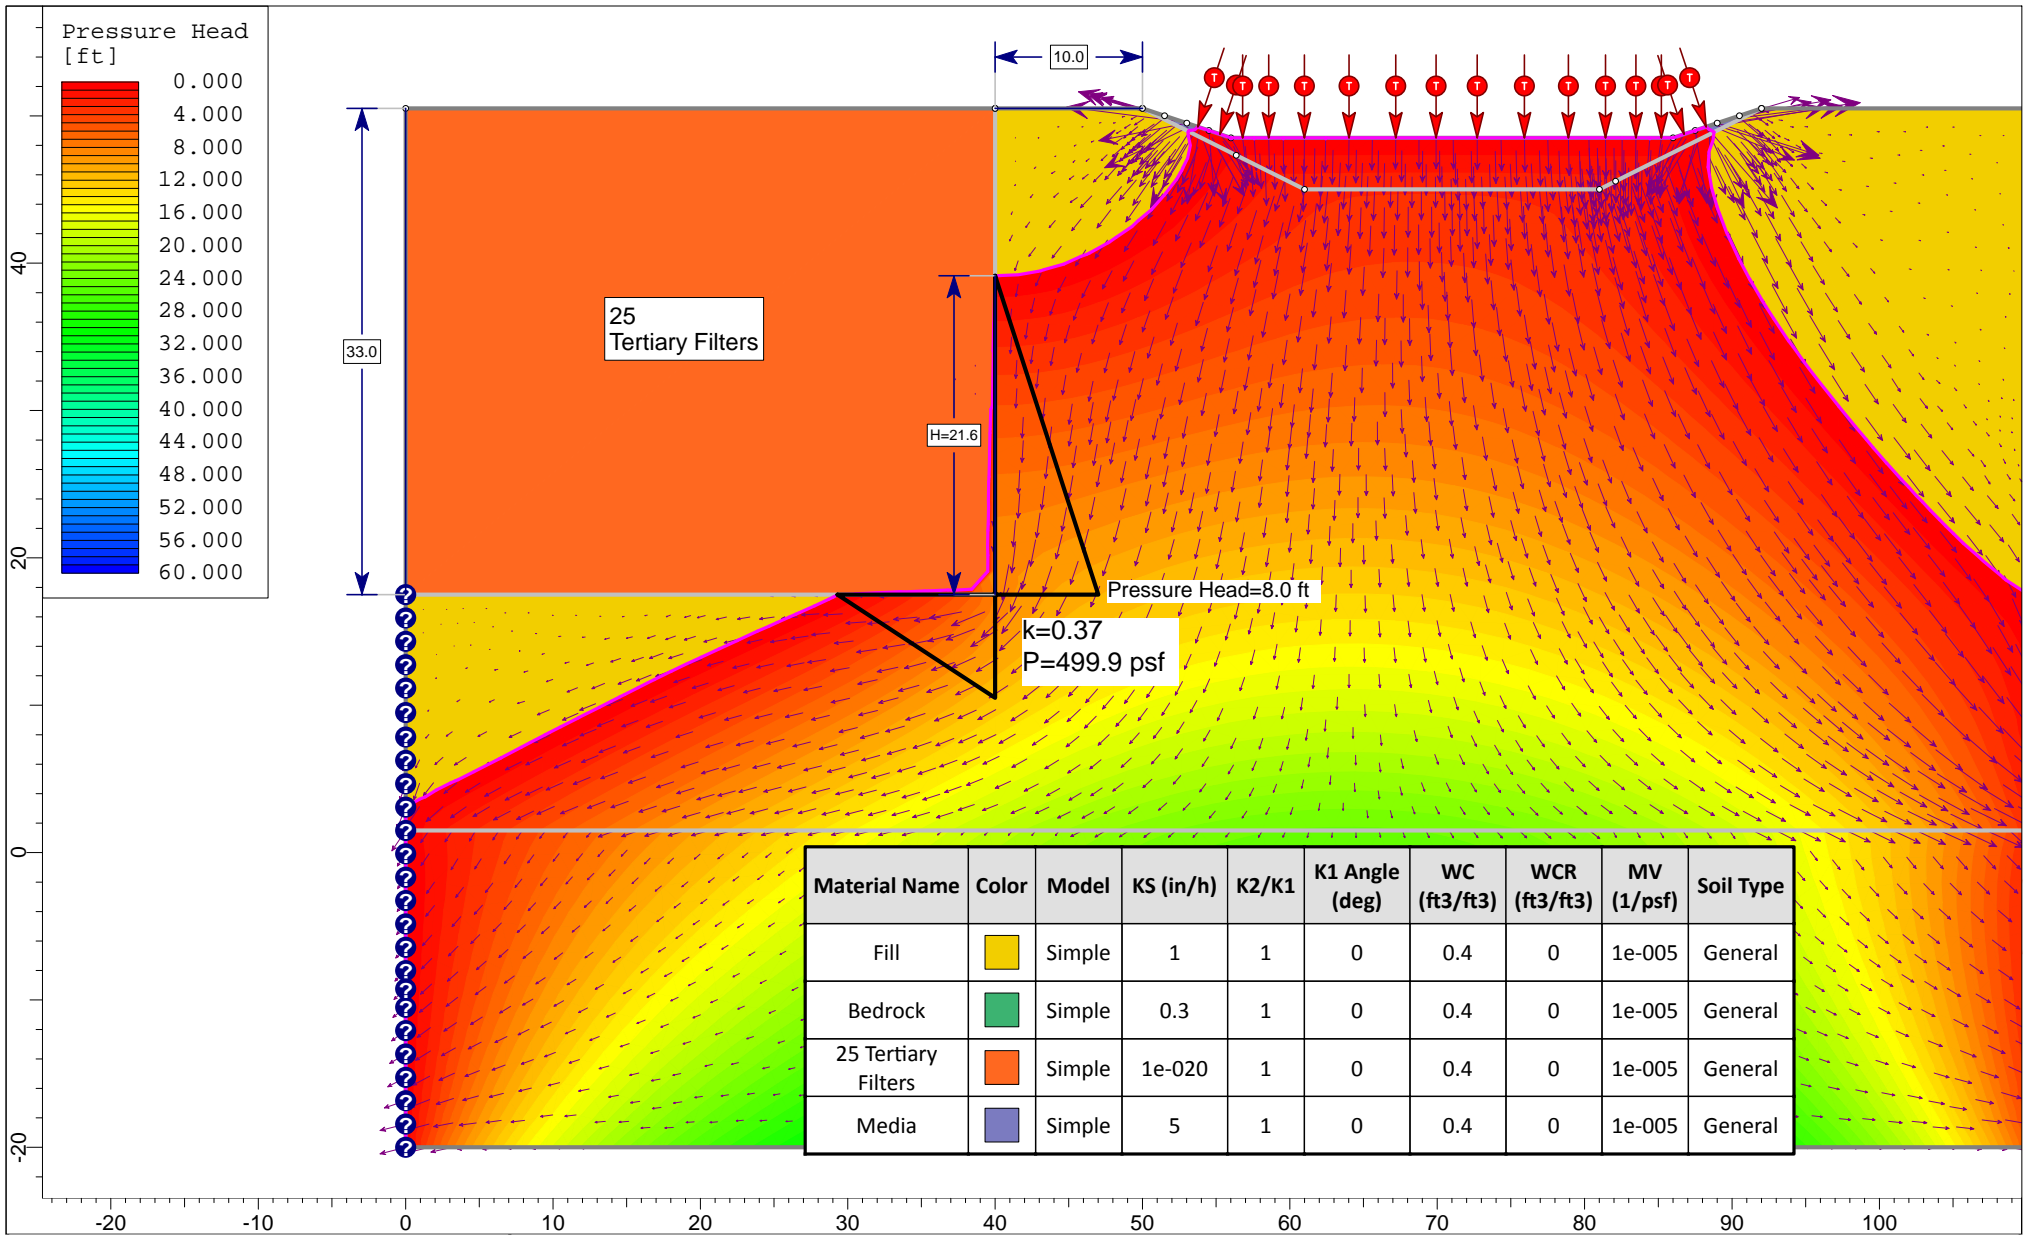 Pressure Head
[ft]
0.000
4.000
8.000
12.000
16.000
20.000
24.000
28.000
32.000
36.000
40.000
44.000
48.000
52.000
56.000
60.000
10.0
T T T T T T T T T T T T T T T T
33.0
25
Tertiary Filters
H=21.6
Pressure Head=8.0 ft
k=0.37
P=499.9 psf
40
20
0
-20
? ? ? ? ? ? ? ? ? ? ? ? ? ? ? ? ? ? ? ? ? ? ? ? ?
Material Name Color Model KS (in/h) K2/K1 K1 Angle (deg) WC (ft3/ft3) WCR (ft3/ft3) MV (1/psf) Soil Type
Fill Simple 1 1 0 0.4 0 1e-005 General
Bedrock Simple 0.3 1 0 0.4 0 1e-005 General
25 Tertiary Filters Simple 1e-020 1 0 0.4 0 1e-005 General
Media Simple 5 1 0 0.4 0 1e-005 General
-20 -10 0 10 20 30 40 50 60 70 80 90 100